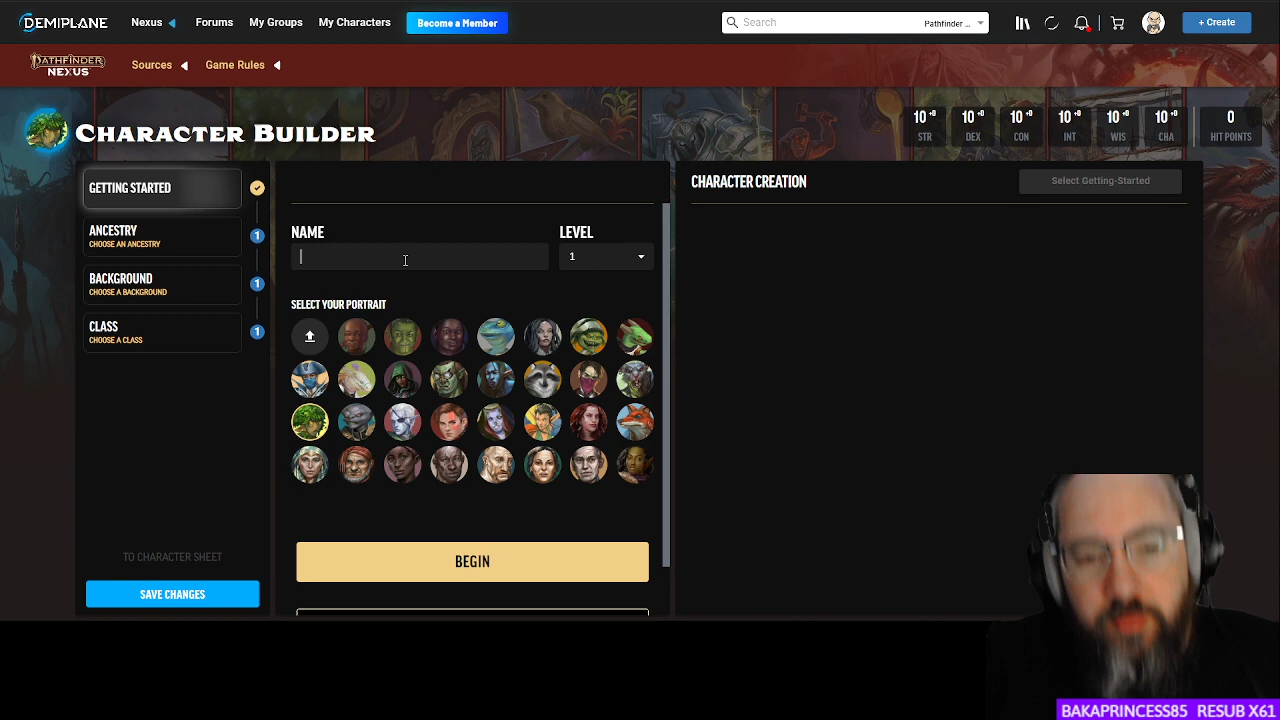 DEMIPLANE
Nexus
Forums
My Groups
My Characters
Become a Member
Search
Pathfinder ...
+ Create
PATHFINDER
NEXUS
Sources
Game Rules
CHARACTER BUILDER
10 +0
10 +0
10 +0
10 +0
10 +0
10 +0
0
STR
DEX
CON
INT
WIS
CHA
HIT POINTS
GETTING STARTED
ANCESTRY
CHOOSE AN ANCESTRY
1
BACKGROUND
CHOOSE A BACKGROUND
1
CLASS
CHOOSE A CLASS
1
TO CHARACTER SHEET
SAVE CHANGES
NAME
LEVEL
1
SELECT YOUR PORTRAIT
BEGIN
CHARACTER CREATION
Select Getting-Started
BAKAPRINCESS85 RESUB X61